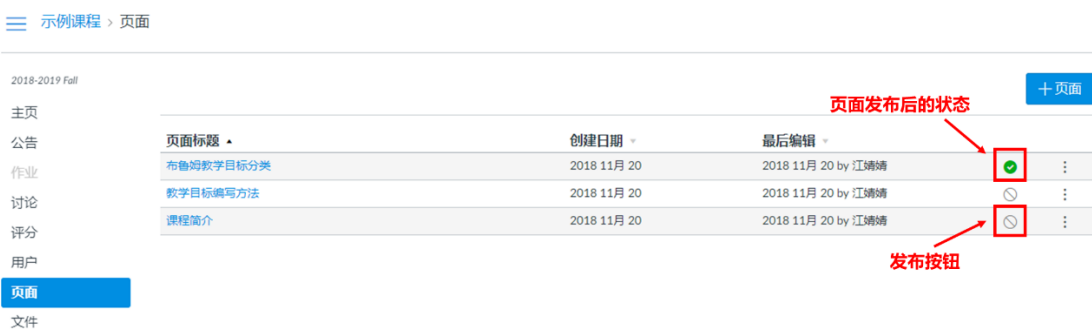 示例课程 › 页面
2018-2019 Fall
主页
公告
作业
讨论
评分
用户
页面
文件
+页面
页面发布后的状态
页面标题 创建日期 最后编辑
布鲁姆教学目标分类 2018 11月 20 2018 11月 20 by 江婧婧
教学目标编写方法 2018 11月 20 2018 11月 20 by 江婧婧
课程简介 2018 11月 20 2018 11月 20 by 江婧婧
发布按钮